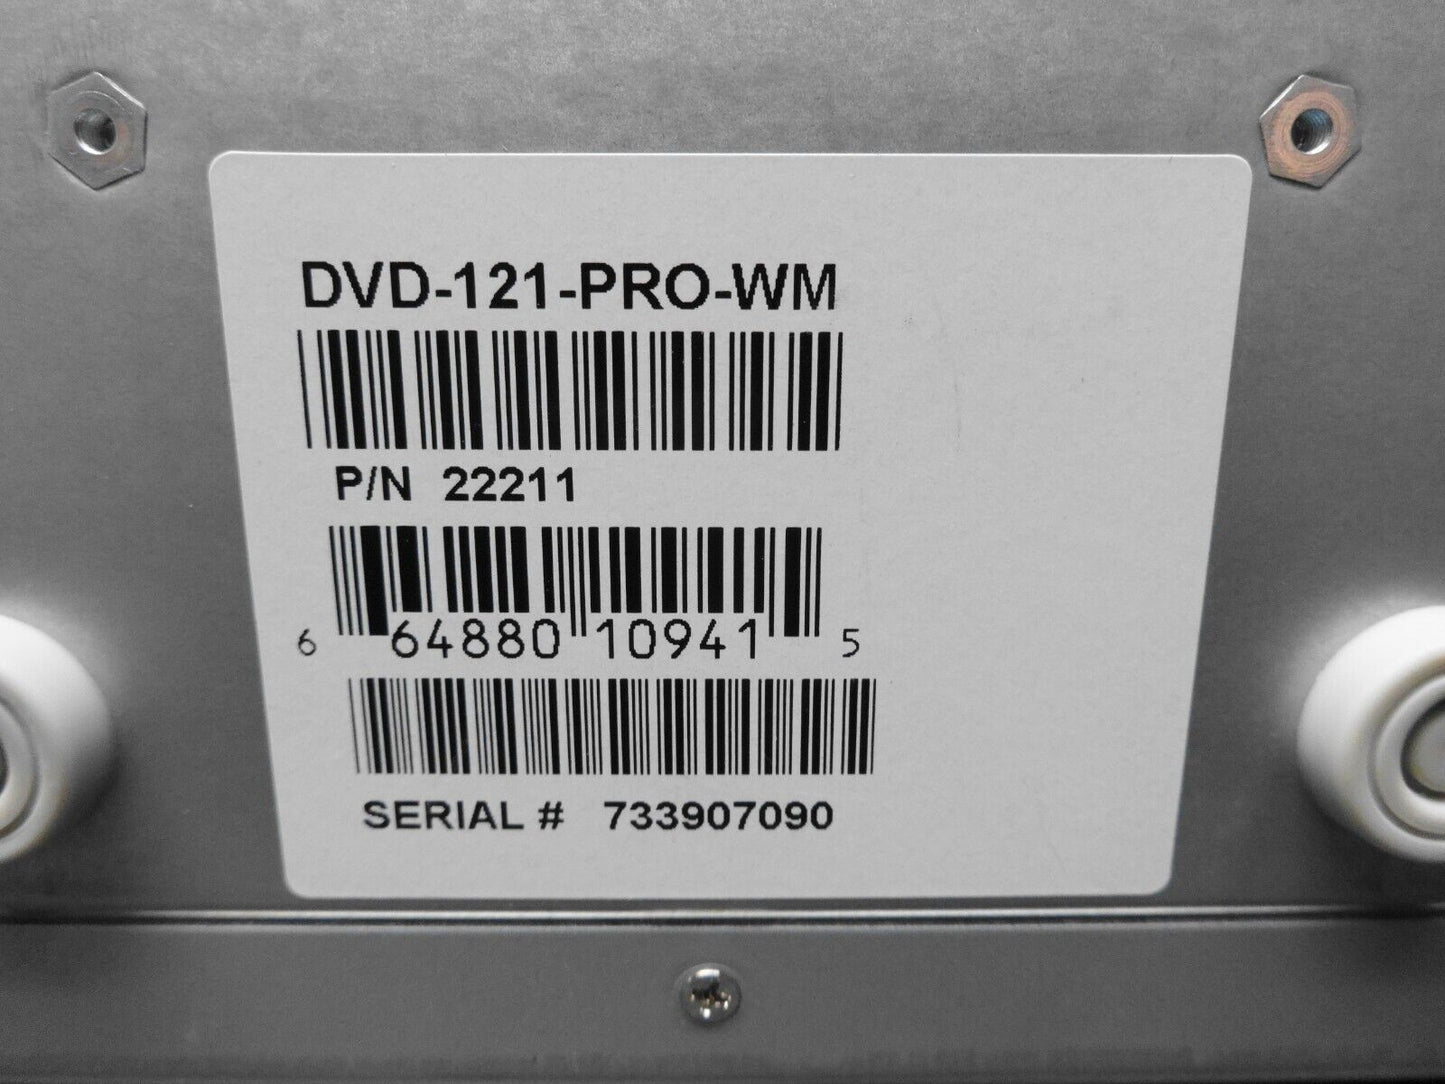 DVD-121-PRO-WM
P/N 22211
6 64880 10941 5
SERIAL # 733907090